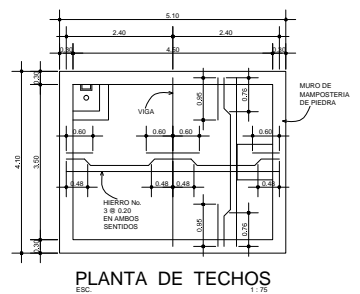 5.10
2.40 2.40
0.30 4.50 0.30
0.30
0.95
0.76
MURO DE
MAMPOSTERIA
DE PIEDRA
VIGA
0.60 0.60 0.60 0.60
4.10
3.50
0.48 0.48 0.48 0.48
HIERRO No.
3 @ 0.20
EN AMBOS
SENTIDOS
0.95
0.76
0.30
PLANTA DE TECHOS
ESC. 1 : 75